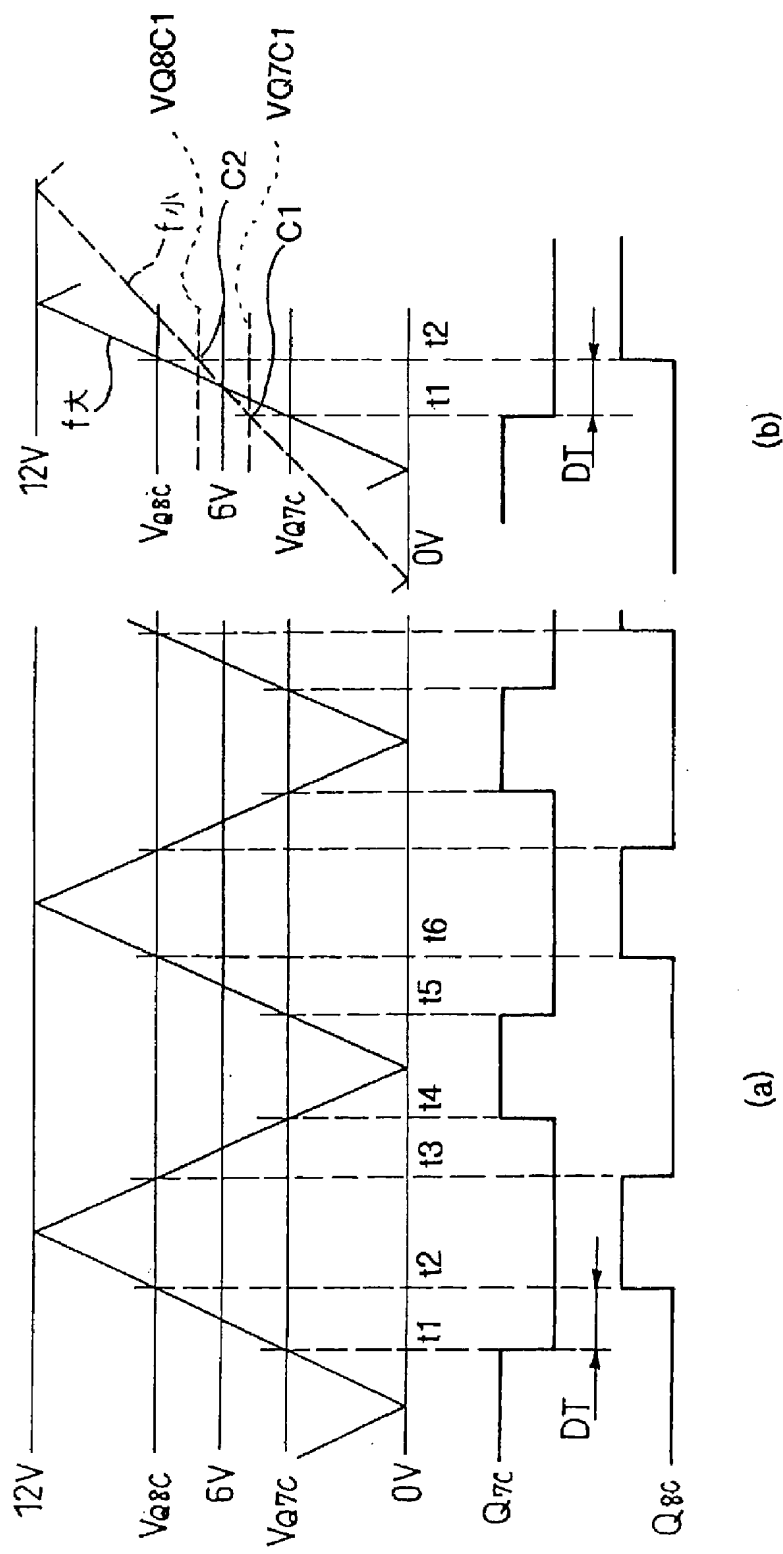 12V
VQ8C
6V
VQ7C
0V
Q7C
Q8C
t1
t2
t3
t4
t5
t6
DT
(a)
12V
VQ8C
6V
VQ7C
0V
f大
f小
VQ8C1
C2
VQ7C1
C1
t1
t2
DT
(b)